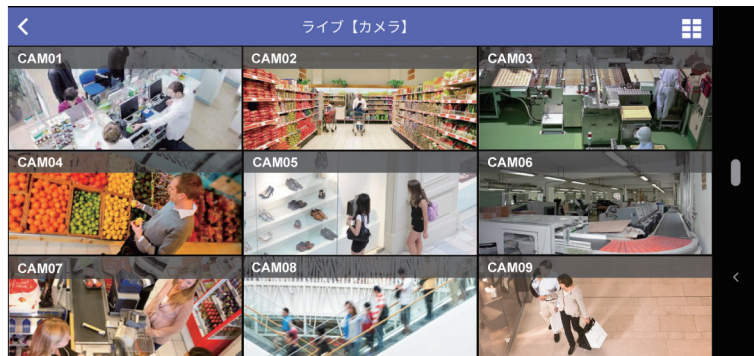 ライブ【カメラ】
CAM01
CAM02
CAM03
CAM04
CAM05
CAM06
CAM07
CAM08
CAM09